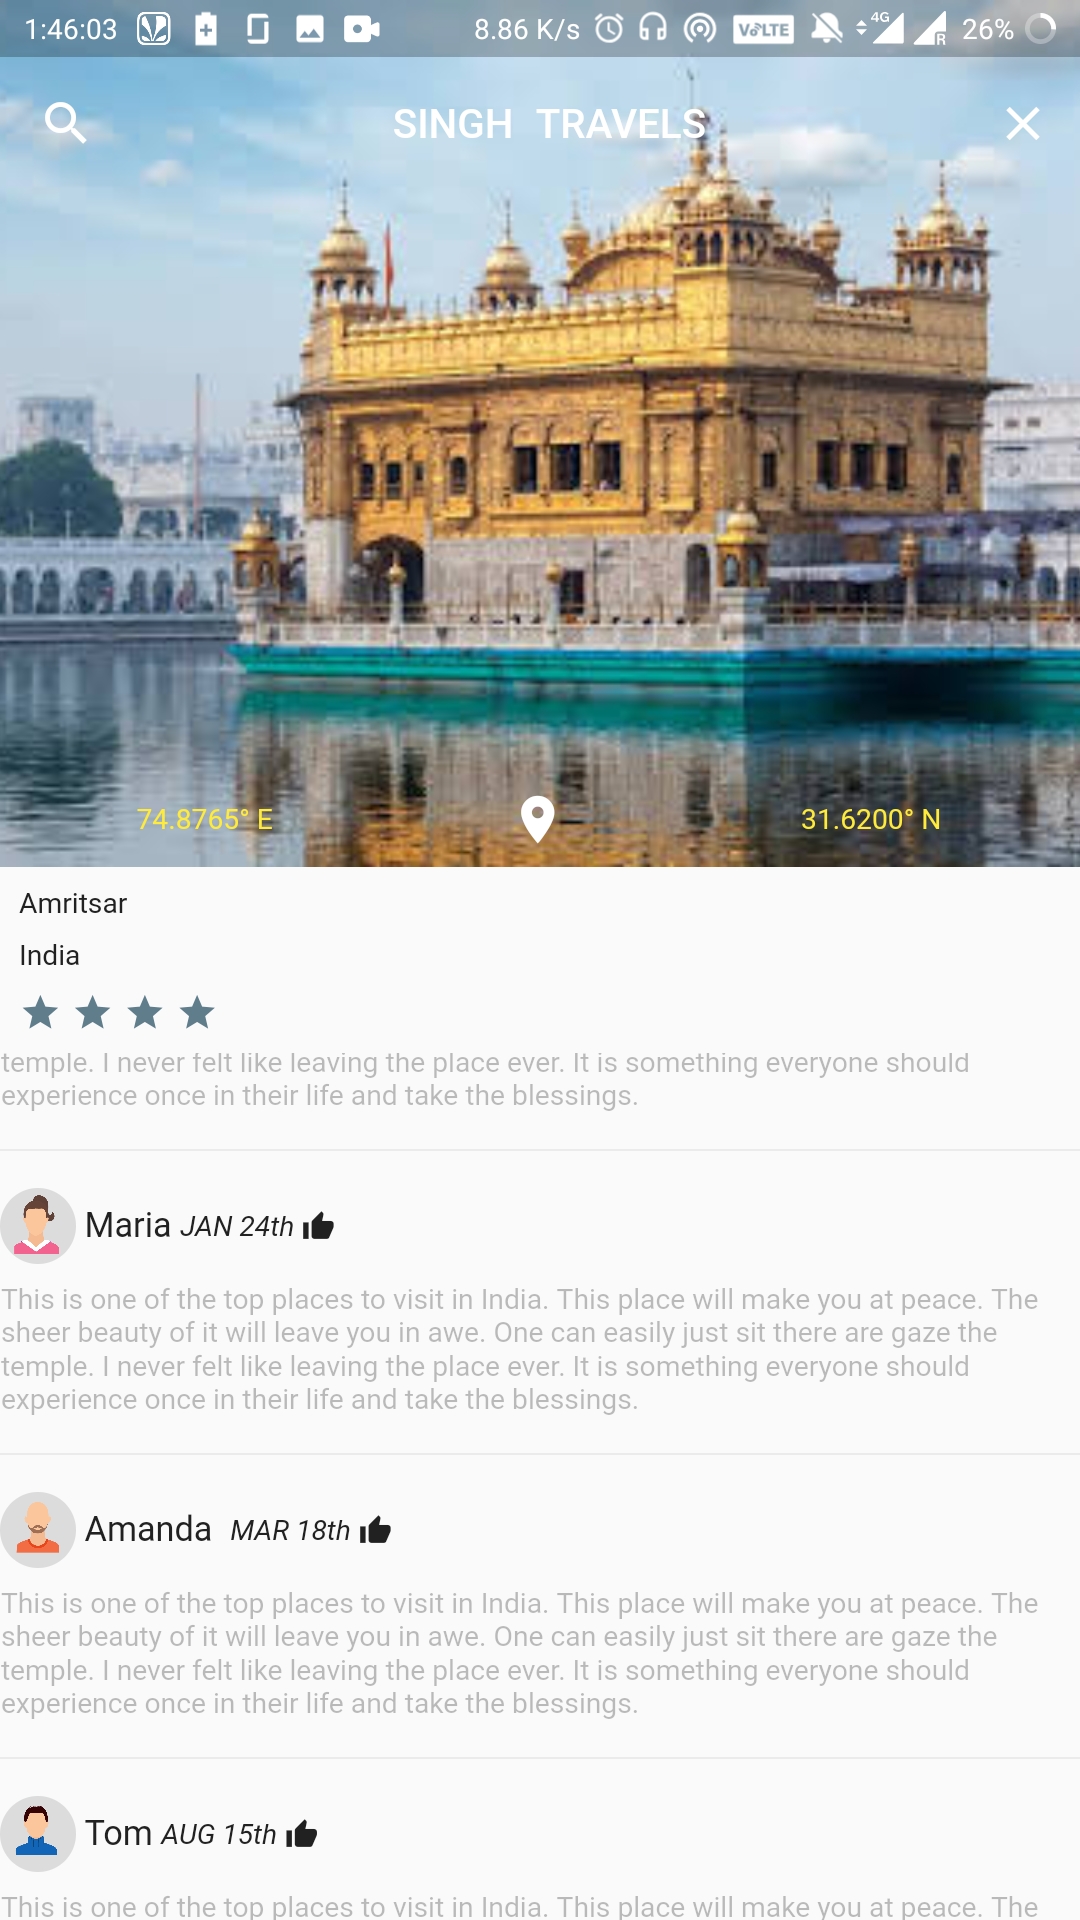 1:46:03 8.86 K/s VoLTE 4G R 26%
SINGH TRAVELS
74.8765° E 31.6200° N
Amritsar
India
temple. I never felt like leaving the place ever. It is something everyone should
experience once in their life and take the blessings.
Maria JAN 24th
This is one of the top places to visit in India. This place will make you at peace. The
sheer beauty of it will leave you in awe. One can easily just sit there are gaze the
temple. I never felt like leaving the place ever. It is something everyone should
experience once in their life and take the blessings.
Amanda MAR 18th
This is one of the top places to visit in India. This place will make you at peace. The
sheer beauty of it will leave you in awe. One can easily just sit there are gaze the
temple. I never felt like leaving the place ever. It is something everyone should
experience once in their life and take the blessings.
Tom AUG 15th
This is one of the top places to visit in India. This place will make you at peace. The